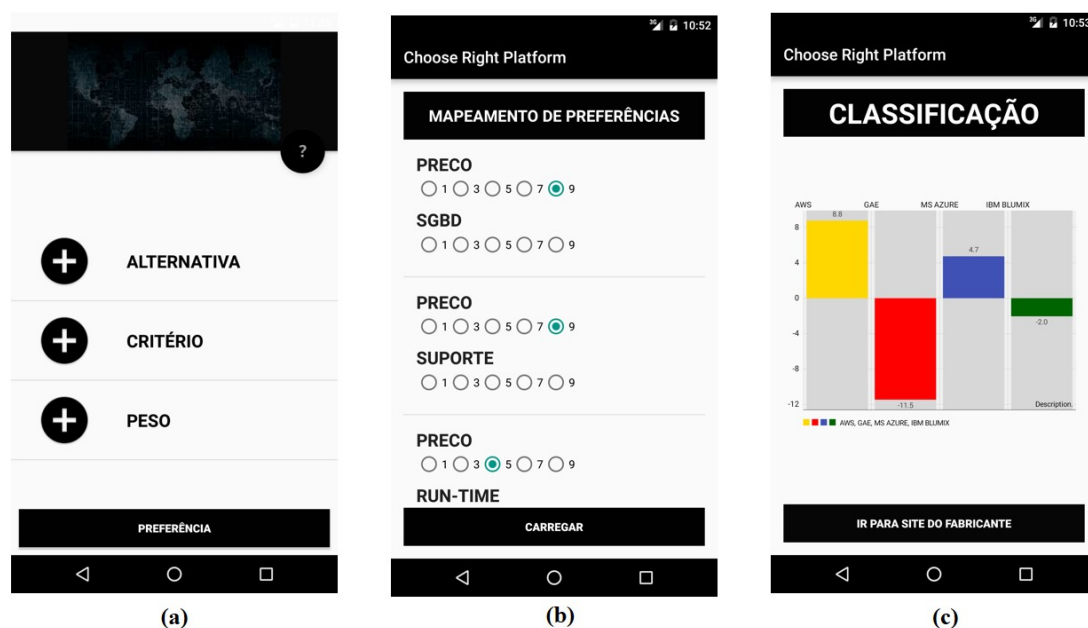 ?
ALTERNATIVA
CRITÉRIO
PESO
PREFERÊNCIA
(a)
3G 10:52
Choose Right Platform
MAPEAMENTO DE PREFERÊNCIAS
PRECO
1 3 5 7 9
SGBD
1 3 5 7 9
PRECO
1 3 5 7 9
SUPORTE
1 3 5 7 9
PRECO
1 3 5 7 9
RUN-TIME
CARREGAR
(b)
3G 10:53
Choose Right Platform
CLASSIFICAÇÃO
AWS GAE MS AZURE IBM BLUMIX
8.8
8
4.7
4
0
-2.0
-4
-8
-11.5
-12
Description.
AWS, GAE, MS AZURE, IBM BLUMIX
IR PARA SITE DO FABRICANTE
(c)